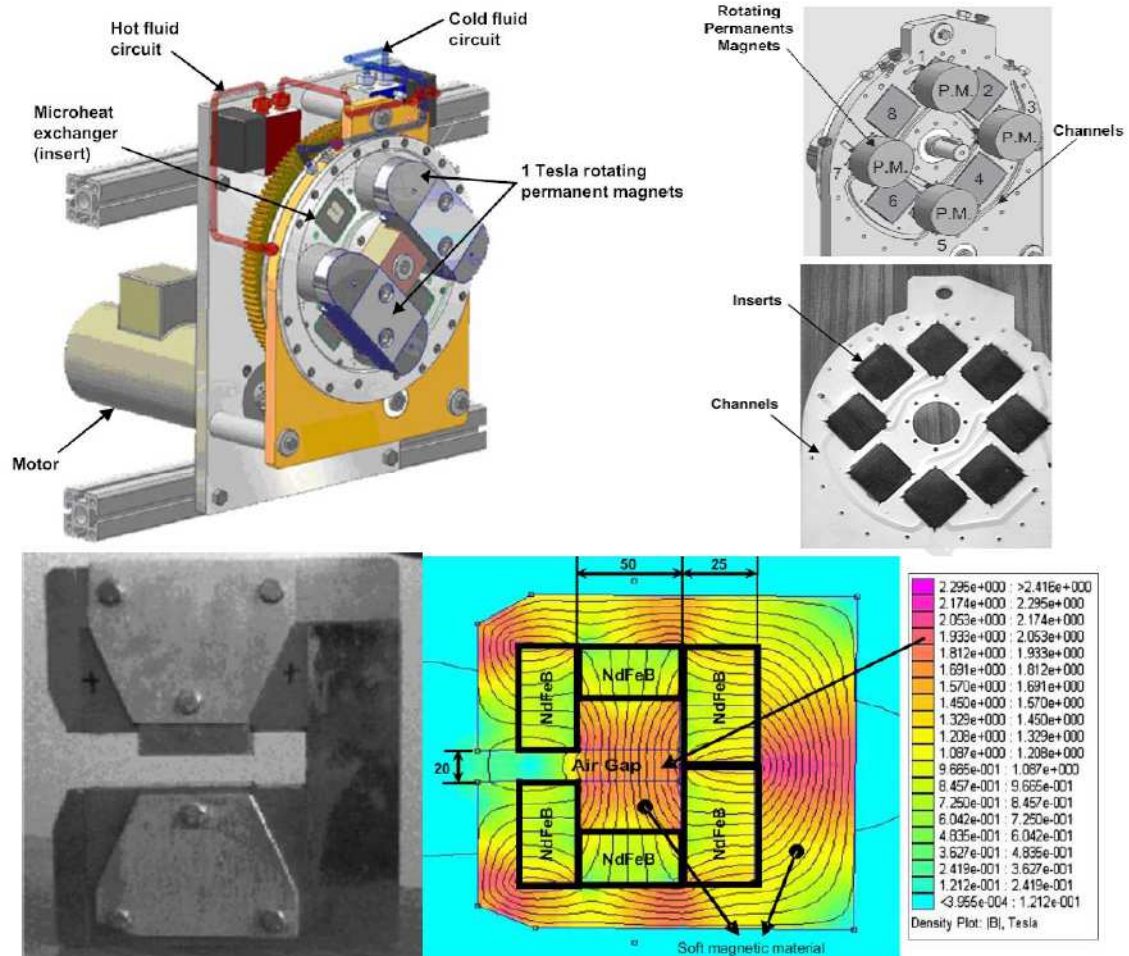 Hot fluid
circuit
Cold fluid
circuit
Microheat
exchanger
(insert)
1 Tesla rotating
permanent magnets
Motor
Rotating
Permanents
Magnets
Channels
1
P.M.
2
3
8
P.M.
P.M.
7
4
6
P.M.
5
Inserts
Channels
50
25
20
NdFeB
NdFeB
NdFeB
Air Gap
NdFeB
NdFeB
NdFeB
Soft magnetic material
2.295e+000 : >2.416e+000
2.174e+000 : 2.295e+000
2.053e+000 : 2.174e+000
1.933e+000 : 2.053e+000
1.812e+000 : 1.933e+000
1.691e+000 : 1.812e+000
1.570e+000 : 1.691e+000
1.450e+000 : 1.570e+000
1.329e+000 : 1.450e+000
1.208e+000 : 1.329e+000
1.087e+000 : 1.208e+000
9.665e-001 : 1.087e+000
8.457e-001 : 9.665e-001
7.250e-001 : 8.457e-001
6.042e-001 : 7.250e-001
4.835e-001 : 6.042e-001
3.627e-001 : 4.835e-001
2.419e-001 : 3.627e-001
1.212e-001 : 2.419e-001
<3.955e-004 : 1.212e-001
Density Plot: |B|, Tesla